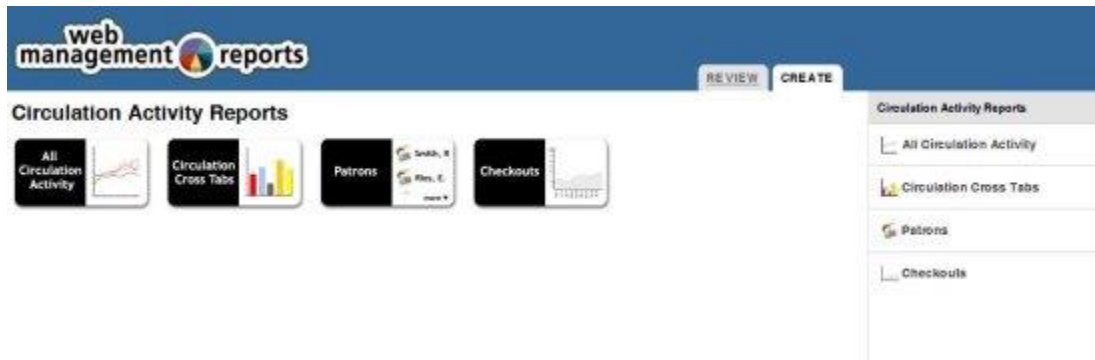 web
management reports
REVIEW CREATE
Circulation Activity Reports
All
Circulation
Activity
Circulation
Cross Tabs
Patrons
Smith, R
Riley, E.
more
Checkouts
Circulation Activity Reports
All Circulation Activity
Circulation Cross Tabs
Patrons
Checkouts